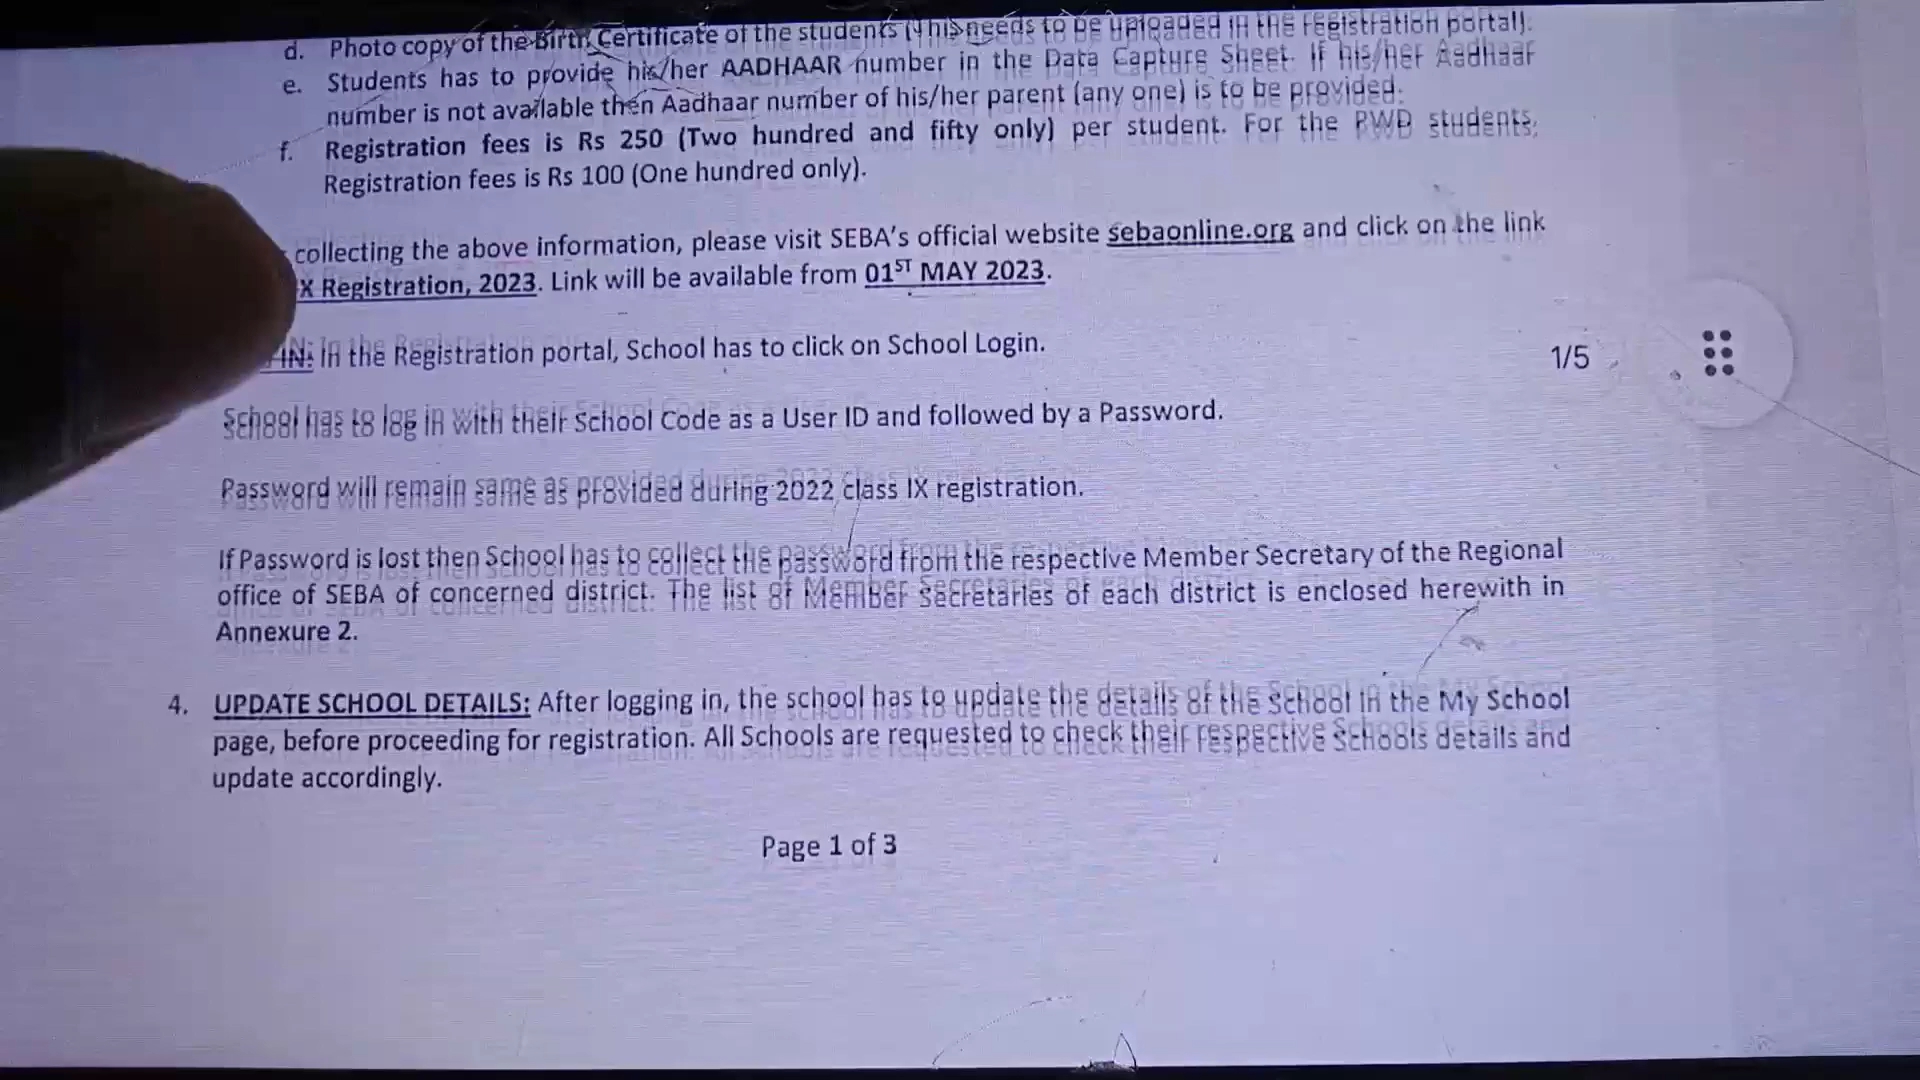 d. Photo copy of the Birth Certificate of the students (This needs to be uploaded in the registration portal).
e. Students has to provide his/her AADHAAR number in the Data Capture Sheet. If his/her Aadhaar
number is not available then Aadhaar number of his/her parent (any one) is to be provided.
f. Registration fees is Rs 250 (Two hundred and fifty only) per student. For the PWD students,
Registration fees is Rs 100 (One hundred only).
collecting the above information, please visit SEBA's official website sebaonline.org and click on the link
X Registration, 2023. Link will be available from 01ST MAY 2023.
IN: In the Registration portal, School has to click on School Login.
1/5
School has to log in with their School Code as a User ID and followed by a Password.
Password will remain same as provided during 2022 class IX registration.
If Password is lost then School has to collect the password from the respective Member Secretary of the Regional
office of SEBA of concerned district. The list of Member Secretaries of each district is enclosed herewith in
Annexure 2.
4. UPDATE SCHOOL DETAILS: After logging in, the school has to update the details of the School in the My School
page, before proceeding for registration. All Schools are requested to check their respective Schools details and
update accordingly.
Page 1 of 3